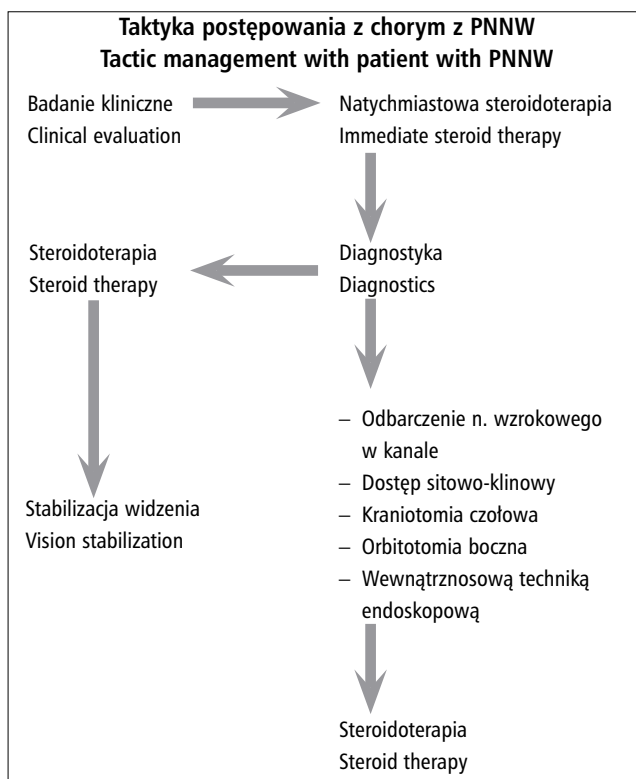 Taktyka postępowania z chorym z PNNW
Tactic management with patient with PNNW
Badanie kliniczne
Clinical evaluation
Natychmiastowa steroidoterapia
Immediate steroid therapy
Steroidoterapia
Steroid therapy
Diagnostyka
Diagnostics
– Odbarczenie n. wzrokowego
w kanale
– Dostęp sitowo-klinowy
– Kraniotomia czołowa
– Orbitotomia boczna
– Wewnątrznosową techniką
endoskopową
Stabilizacja widzenia
Vision stabilization
Steroidoterapia
Steroid therapy